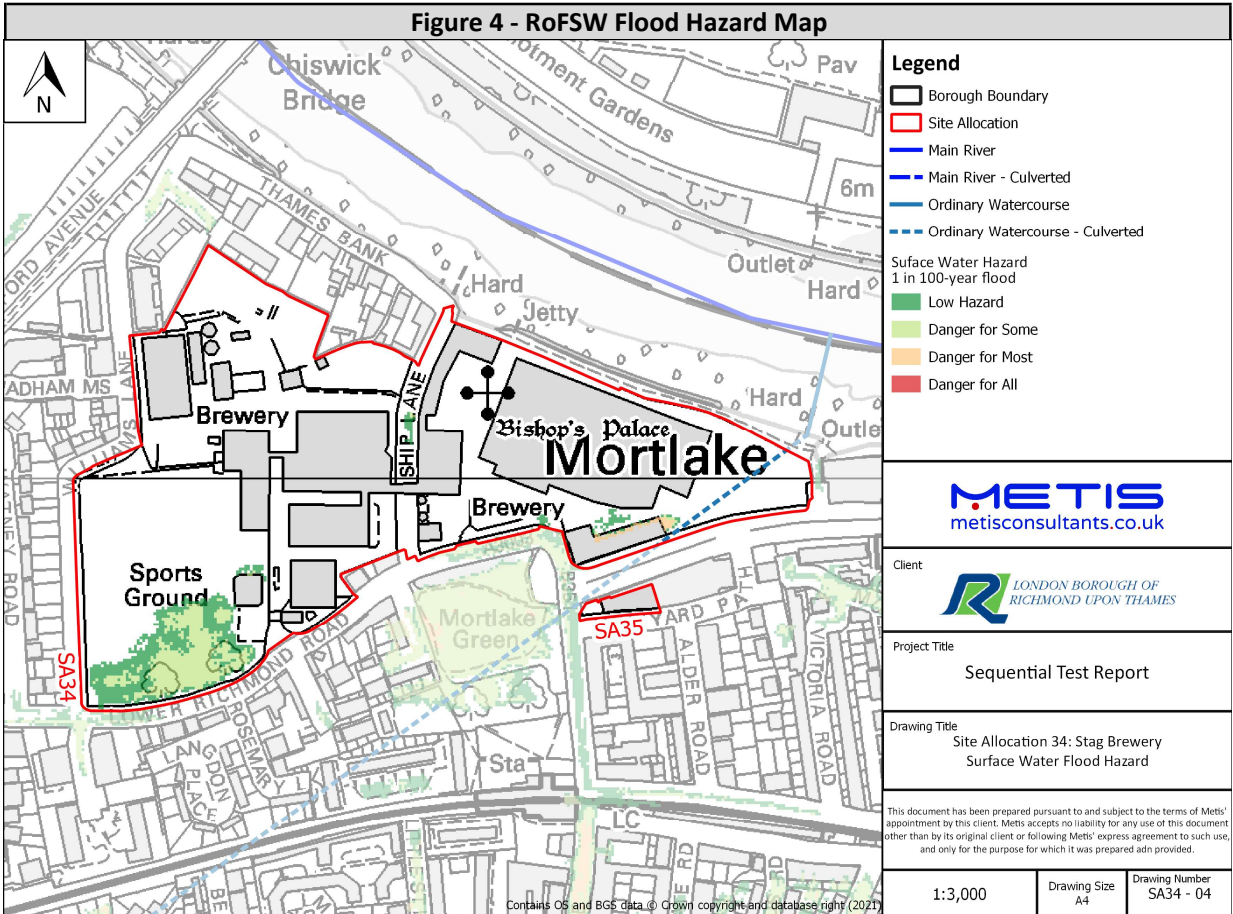 Figure 4 - RoFSW Flood Hazard Map
N
Chiswick
Bridge
otment Gardens
Pav
6m
THAMES BANK
ORD AVENUE
Hard
Outlet
Hard
Jetty
ADHAM MS
Brewery
SHIP LANE
Bishop's Palace
Mortlake
Hard
Outle
Brewery
Sports
Ground
SA34
LOWER RICHMOND ROAD
Mortlake
Green
SA35
YARD PA
ALDER ROAD
VICTORIA ROAD
ROSEMARY
ANGDON
PLACE
Sta
LC
Contains OS and BGS data © Crown copyright and database right (2021)
Legend
Borough Boundary
Site Allocation
Main River
Main River - Culverted
Ordinary Watercourse
Ordinary Watercourse - Culverted
Suface Water Hazard
1 in 100-year flood
Low Hazard
Danger for Some
Danger for Most
Danger for All
METIS
metisconsultants.co.uk
Client
LONDON BOROUGH OF
RICHMOND UPON THAMES
Project Title
Sequential Test Report
Drawing Title
Site Allocation 34: Stag Brewery
Surface Water Flood Hazard
This document has been prepared pursuant to and subject to the terms of Metis'
appointment by this client. Metis accepts no liability for any use of this document
other than by its original client or following Metis' express agreement to such use,
and only for the purpose for which it was prepared adn provided.
1:3,000
Drawing Size
A4
Drawing Number
SA34 - 04